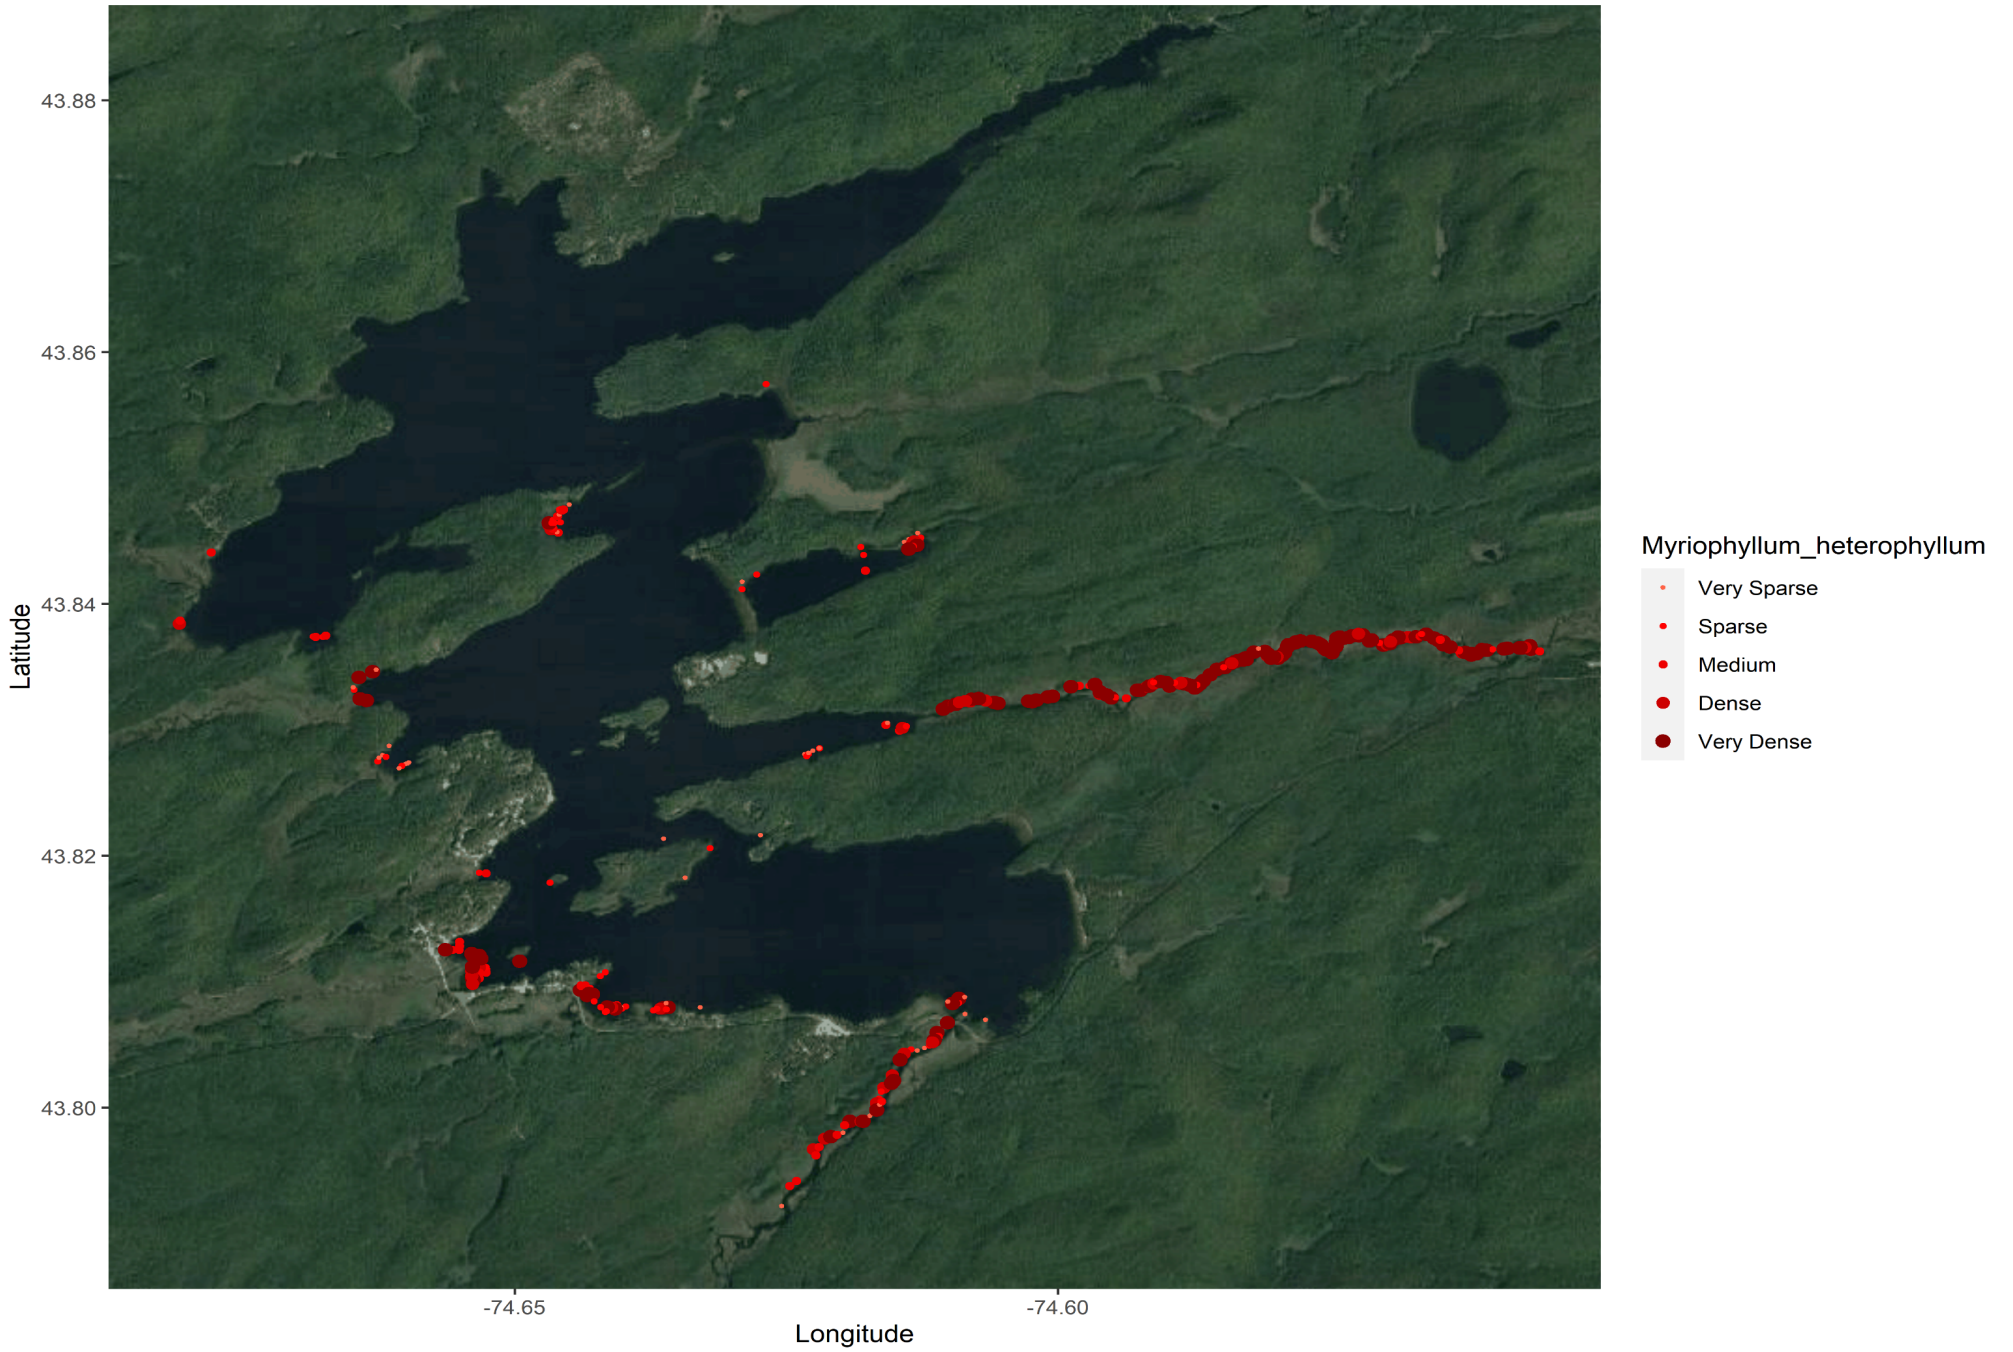 43.88
43.86
43.84
43.82
43.80
Latitude
-74.65
-74.60
Longitude
Myriophyllum_heterophyllum
Very Sparse
Sparse
Medium
Dense
Very Dense